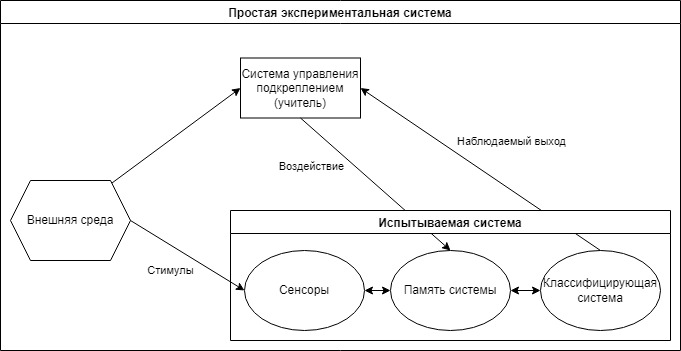 Простая экспериментальная система
Система управления
подкреплением
(учитель)
Наблюдаемый выход
Воздействие
Внешняя среда
Испытываемая система
Стимулы
Сенсоры
Память системы
Классифицирующая
система